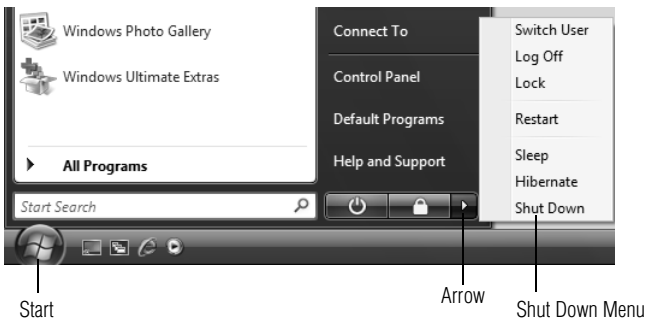 Windows Photo Gallery
Windows Ultimate Extras
All Programs
Start Search
Connect To
Control Panel
Default Programs
Help and Support
Switch User
Log Off
Lock
Restart
Sleep
Hibernate
Shut Down
Start
Arrow
Shut Down Menu